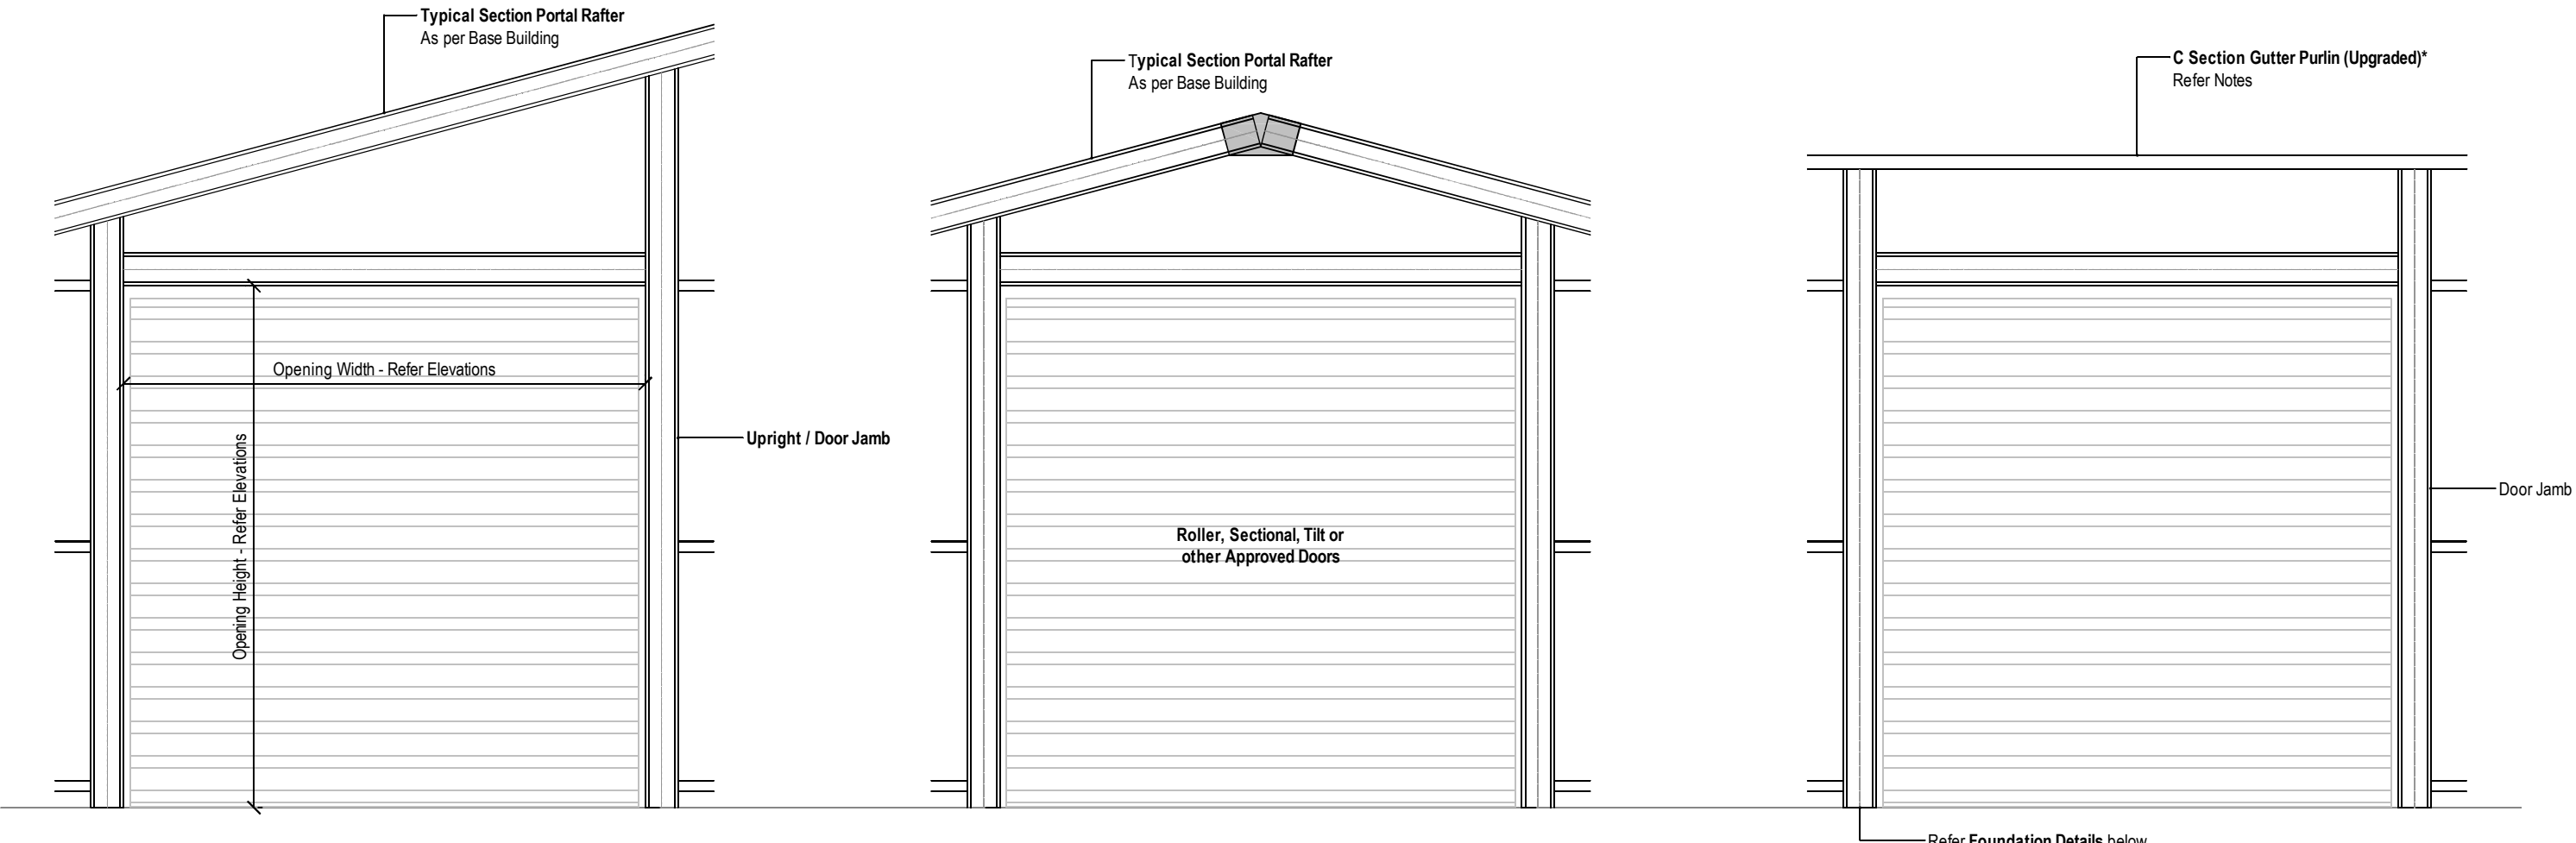 Typical Section Portal Rafter
As per Base Building
Typical Section Portal Rafter
As per Base Building
C Section Gutter Purlin (Upgraded)*
Refer Notes
Opening Width - Refer Elevations
Opening Height - Refer Elevations
Upright / Door Jamb
Roller, Sectional, Tilt or
other Approved Doors
Door Jamb
Refer Foundation Details below